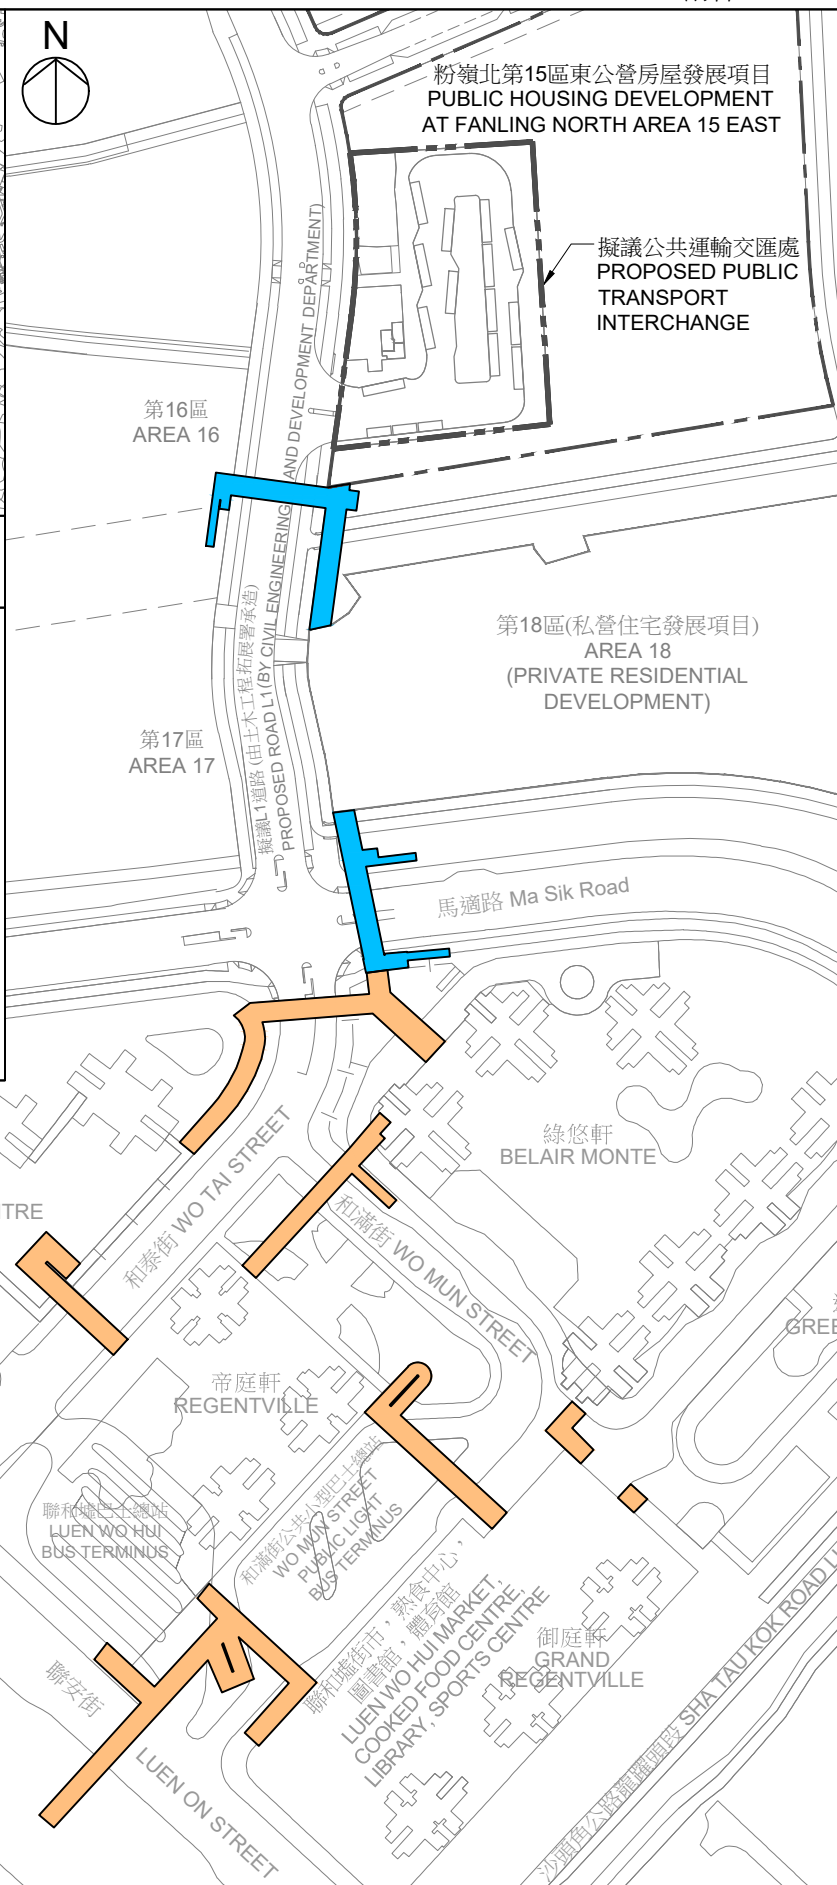 N
粉嶺北第15區東公營房屋發展項目
PUBLIC HOUSING DEVELOPMENT
AT FANLING NORTH AREA 15 EAST
擬議公共運輸交匯處
PROPOSED PUBLIC
TRANSPORT
INTERCHANGE
第16區
AREA 16
擬議L1道路 (由土木工程拓展署承造)
PROPOSED ROAD L1(BY CIVIL ENGINEERING AND DEVELOPMENT DEPARTMENT)
第18區(私營住宅發展項目)
AREA 18
(PRIVATE RESIDENTIAL
DEVELOPMENT)
第17區
AREA 17
馬適路 Ma Sik Road
綠悠軒
BELAIR MONTE
TRE
和泰街 WO TAI STREET
和滿街 WO MUN STREET
GREE
帝庭軒
REGENTVILLE
聯和墟巴士總站
LUEN WO HUI
BUS TERMINUS
和滿街公共小型巴士總站
WO MUN STREET
PUBLIC LIGHT
BUS TERMINUS
聯和墟街市，熟食中心，
圖書館，體育館
LUEN WO HUI MARKET,
COOKED FOOD CENTRE,
LIBRARY, SPORTS CENTRE
御庭軒
GRAND
REGENTVILLE
聯安街
LUEN ON STREET
沙頭角公路龍躍頭段 SHA TAU KOK ROAD L